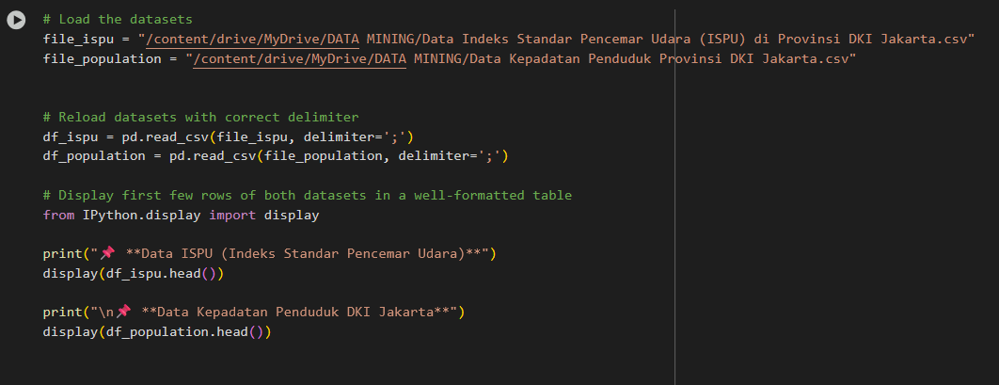 # Load the datasets
file_ispu = "/content/drive/MyDrive/DATA MINING/Data Indeks Standar Pencemar Udara (ISPU) di Provinsi DKI Jakarta.csv"
file_population = "/content/drive/MyDrive/DATA MINING/Data Kepadatan Penduduk Provinsi DKI Jakarta.csv"
# Reload datasets with correct delimiter
df_ispu = pd.read_csv(file_ispu, delimiter=';')
df_population = pd.read_csv(file_population, delimiter=';')
# Display first few rows of both datasets in a well-formatted table
from IPython.display import display
print("📌 **Data ISPU (Indeks Standar Pencemar Udara)**")
display(df_ispu.head())
print("\n📌 **Data Kepadatan Penduduk DKI Jakarta**")
display(df_population.head())